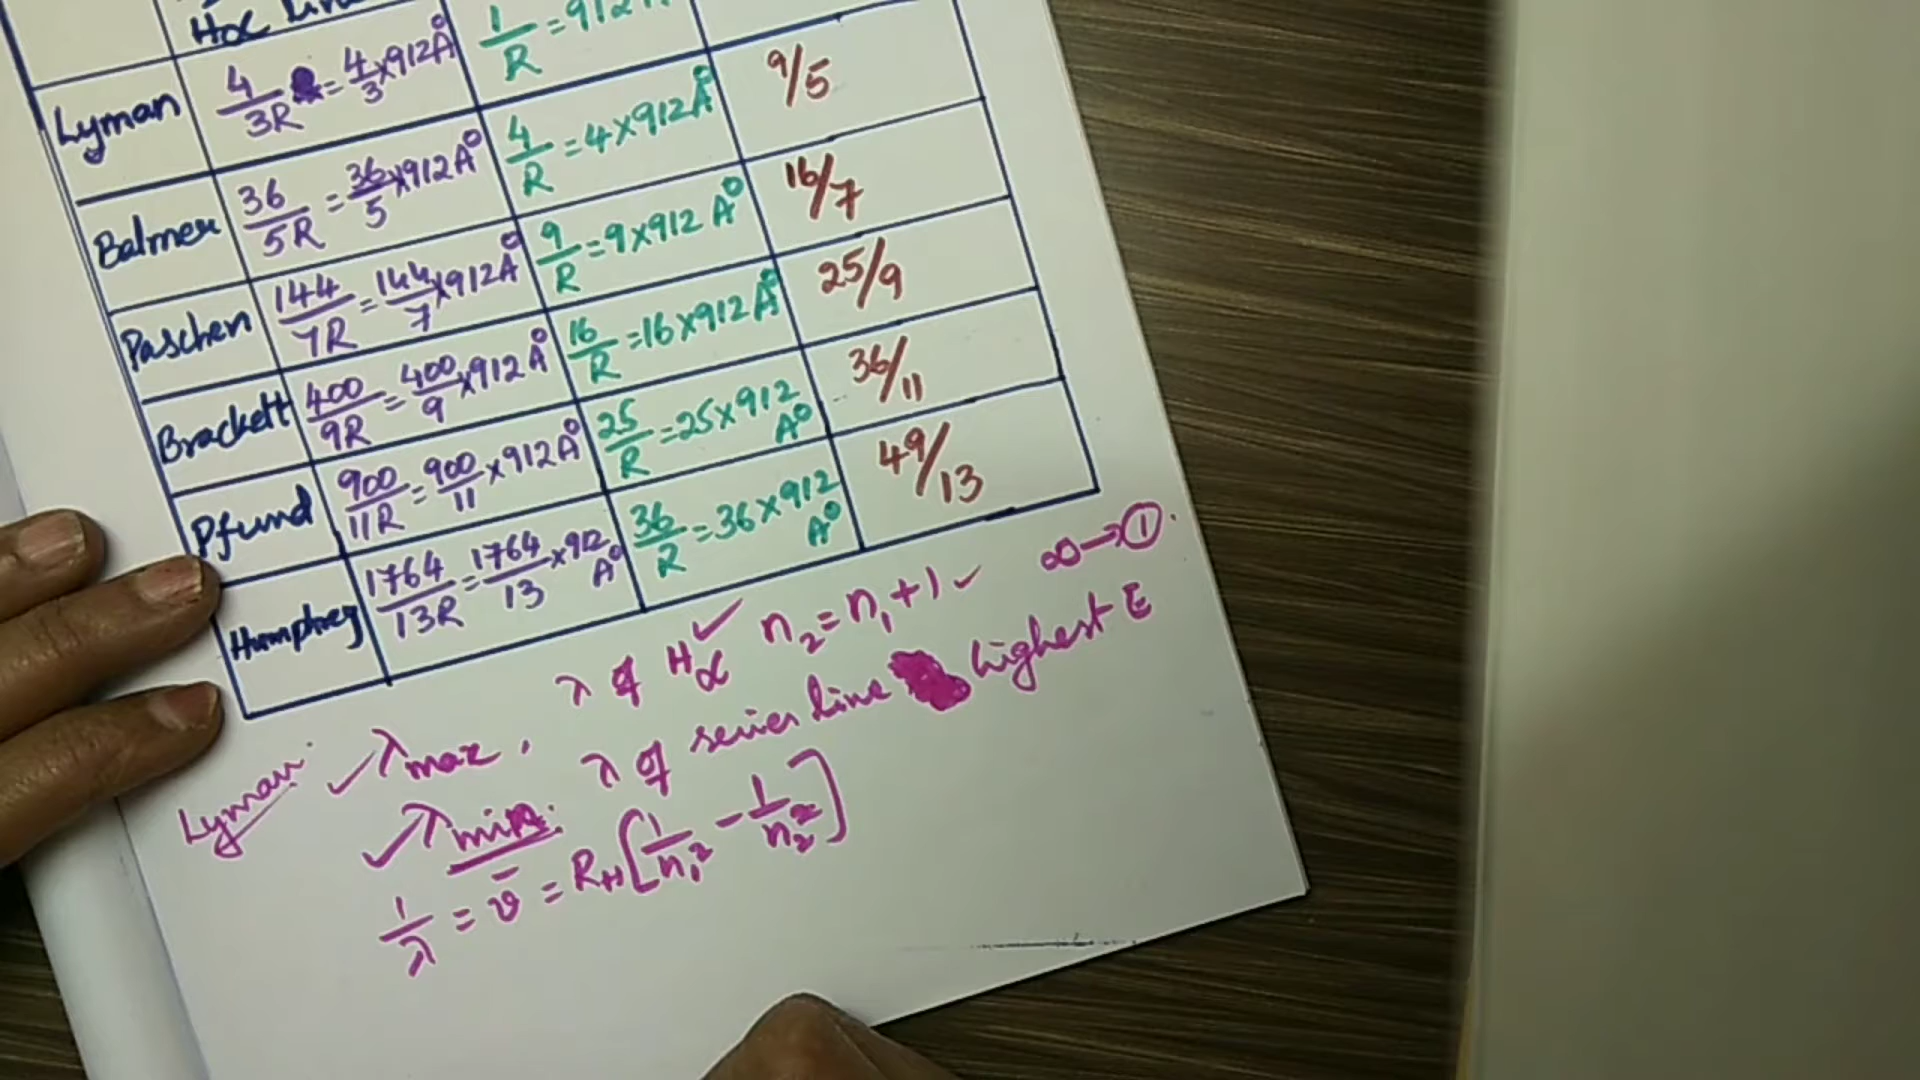 Hα line
Lyman 4/3R = 4/3 × 912 A° 1/R = 912 A°
Balmer 36/5R = 36/5 × 912 A° 4/R = 4 × 912 A° 9/5
Paschen 144/7R = 144/7 × 912 A° 9/R = 9 × 912 A° 16/7
Brackett 400/9R = 400/9 × 912 A° 16/R = 16 × 912 A° 25/9
Pfund 900/11R = 900/11 × 912 A° 25/R = 25 × 912 A° 36/11
Humphrey 1764/13R = 1764/13 × 912 A° 36/R = 36 × 912 A° 49/13
∞ → ①
Lyman: ✓ λmax. λ of Hα ✓ n₂ = n₁ + 1 ✓
✓ λmin: λ of series line highest E
1/λ = ν̄ = RH [1/n₁² − 1/n₂²]